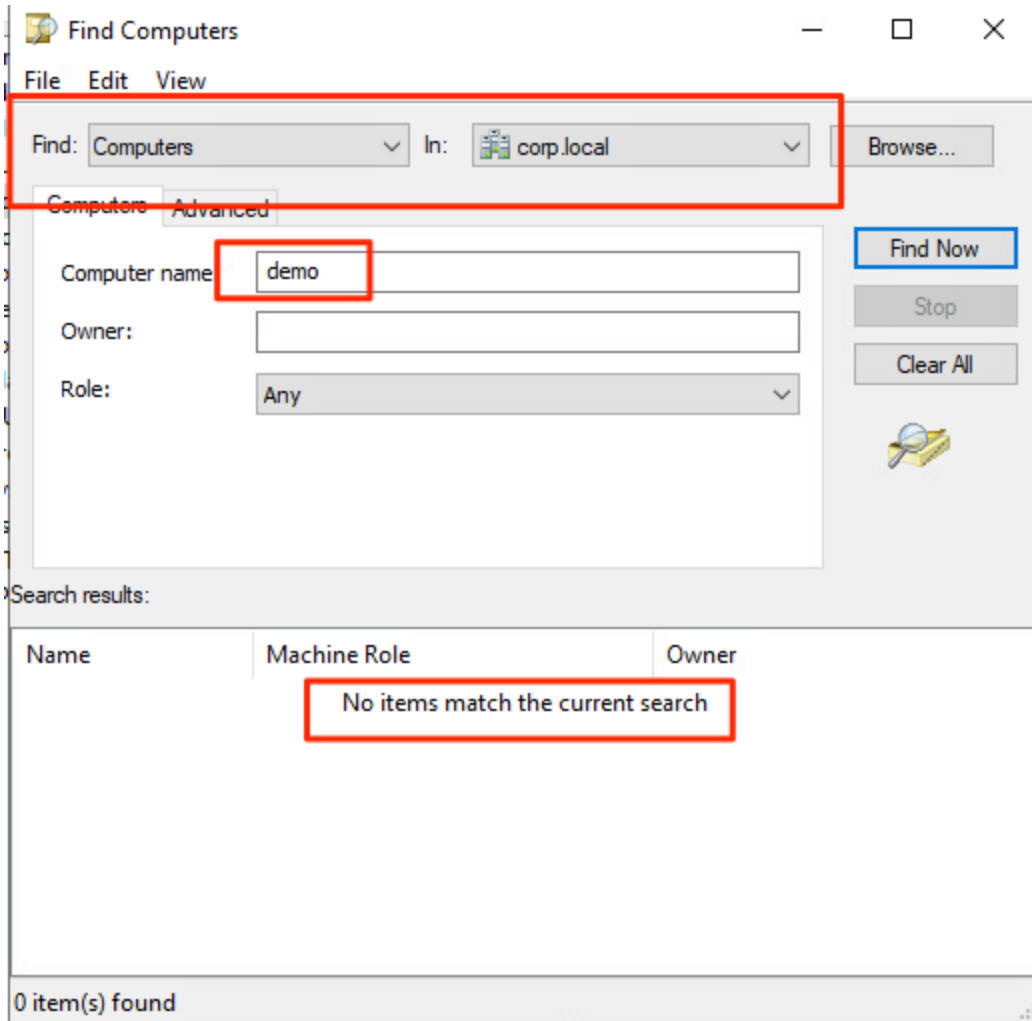 Find Computers
File Edit View
Find: Computers In: corp.local Browse...
Computers Advanced
Computer name demo Find Now
Owner: Stop
Role: Any Clear All
Search results:
Name Machine Role Owner
No items match the current search
0 item(s) found